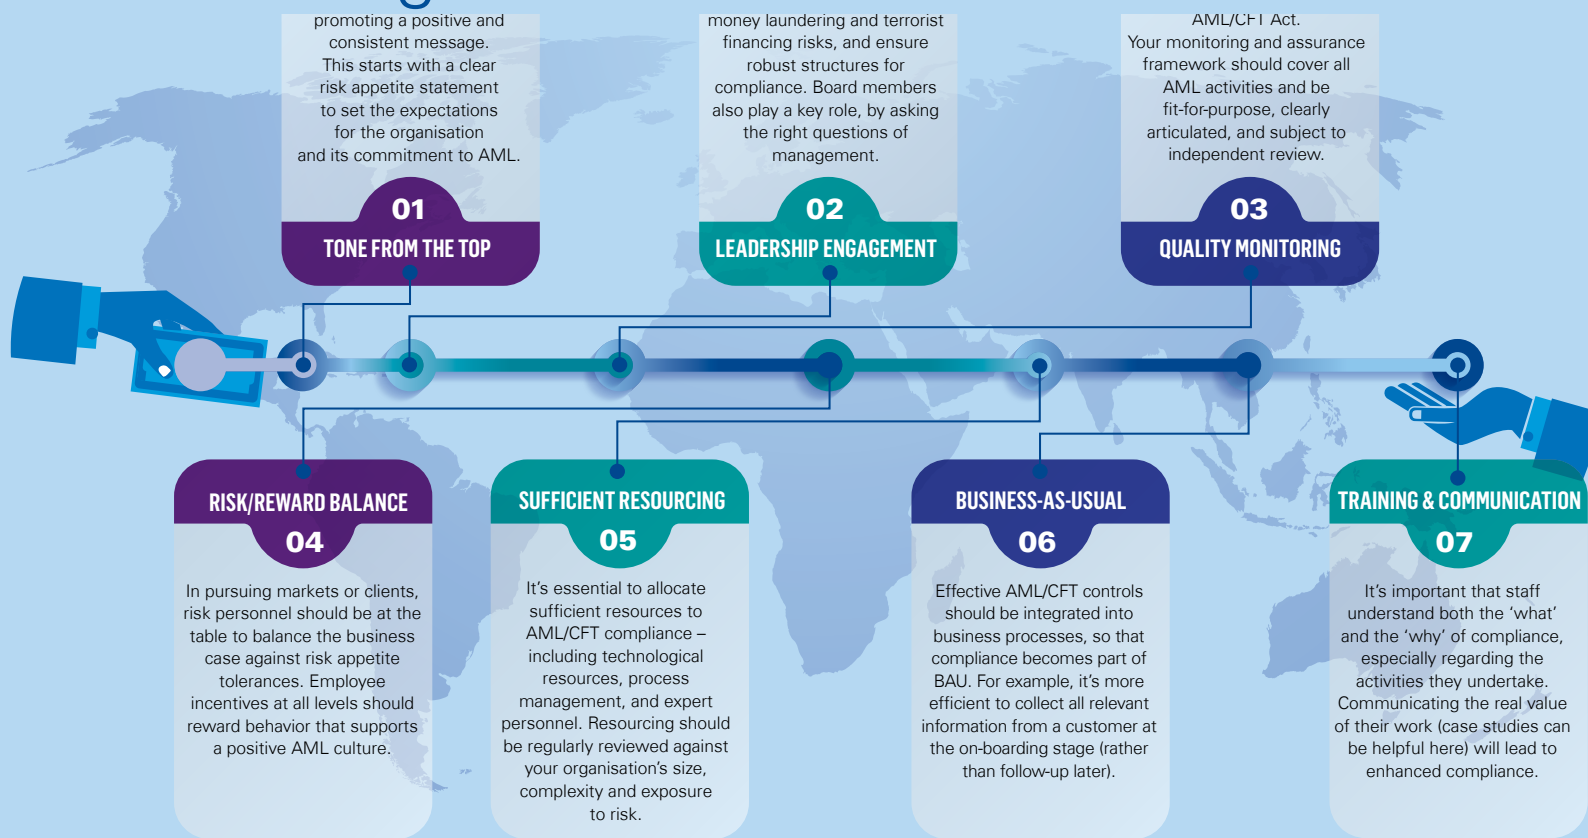 promoting a positive and
consistent message.
This starts with a clear
risk appetite statement
to set the expectations
for the organisation
and its commitment to AML.
01
TONE FROM THE TOP
money laundering and terrorist
financing risks, and ensure
robust structures for
compliance. Board members
also play a key role, by asking
the right questions of
management.
02
LEADERSHIP ENGAGEMENT
AML/CFT Act.
Your monitoring and assurance
framework should cover all
AML activities and be
fit-for-purpose, clearly
articulated, and subject to
independent review.
03
QUALITY MONITORING
RISK/REWARD BALANCE
04
In pursuing markets or clients,
risk personnel should be at the
table to balance the business
case against risk appetite
tolerances. Employee
incentives at all levels should
reward behavior that supports
a positive AML culture.
SUFFICIENT RESOURCING
05
It's essential to allocate
sufficient resources to
AML/CFT compliance –
including technological
resources, process
management, and expert
personnel. Resourcing should
be regularly reviewed against
your organisation's size,
complexity and exposure
to risk.
BUSINESS-AS-USUAL
06
Effective AML/CFT controls
should be integrated into
business processes, so that
compliance becomes part of
BAU. For example, it's more
efficient to collect all relevant
information from a customer at
the on-boarding stage (rather
than follow-up later).
TRAINING & COMMUNICATION
07
It's important that staff
understand both the ‘what’
and the ‘why’ of compliance,
especially regarding the
activities they undertake.
Communicating the real value
of their work (case studies can
be helpful here) will lead to
enhanced compliance.